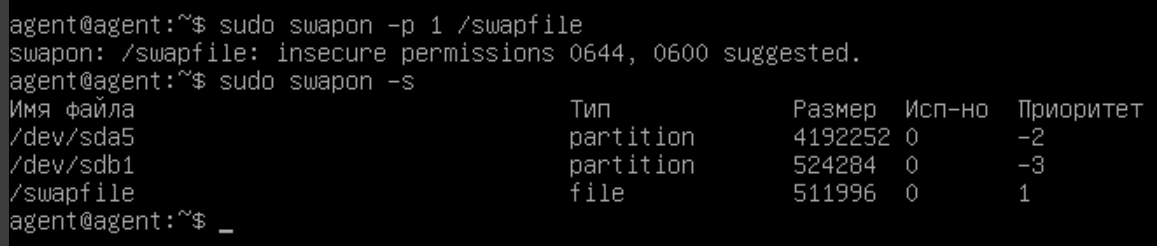 agent@agent:~$ sudo swapon -p 1 /swapfile
swapon: /swapfile: insecure permissions 0644, 0600 suggested.
agent@agent:~$ sudo swapon -s
Имя файла Тип Размер Исп-но Приоритет
/dev/sda5 partition 4192252 0 -2
/dev/sdb1 partition 524284 0 -3
/swapfile file 511996 0 1
agent@agent:~$ _